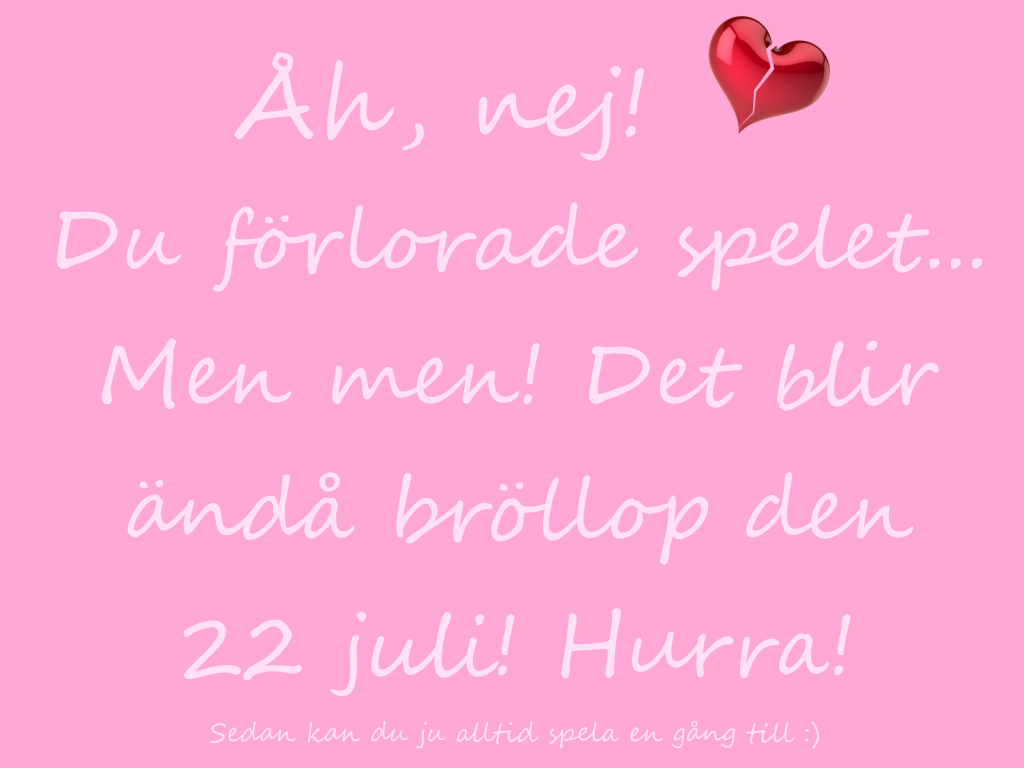 Åh, nej!
Du förlorade spelet...
Men men! Det blir
ändå bröllop den
22 juli! Hurra!
Sedan kan du ju alltid spela en gång till :)